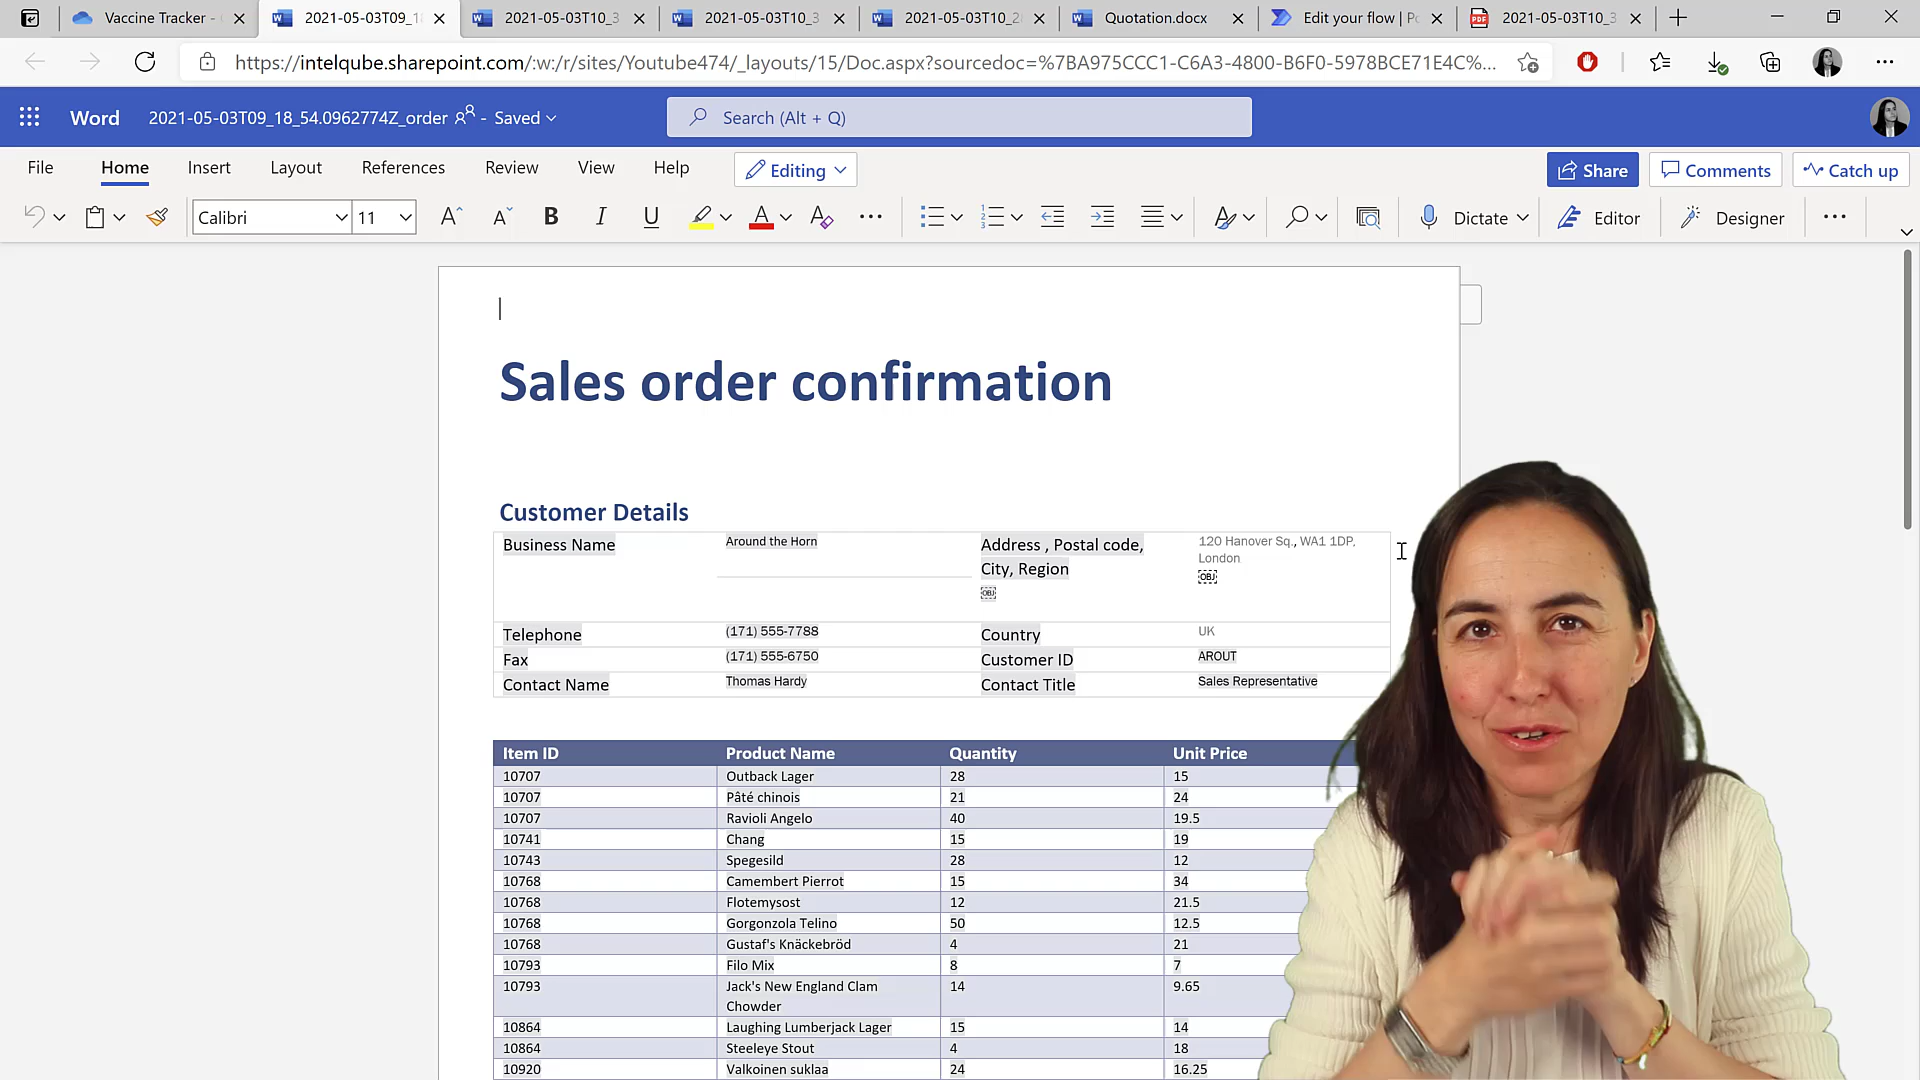 Vaccine Tracker -
2021-05-03T09_18
2021-05-03T10_3
2021-05-03T10_3
2021-05-03T10_2
Quotation.docx
Edit your flow | Po
PDF
2021-05-03T10_3
https://intelqube.sharepoint.com/:w:/r/sites/Youtube474/_layouts/15/Doc.aspx?sourcedoc=%7BA975CCC1-C6A3-4800-B6F0-5978BCE71E4C%...
Word
2021-05-03T09_18_54.0962774Z_order - Saved
Search (Alt + Q)
File Home Insert Layout References Review View Help Editing Share Comments Catch up
Calibri 11 A A B I U A A Dictate Editor Designer
Sales order confirmation
Customer Details
Business Name Around the Horn Address , Postal code, 120 Hanover Sq., WA1 1DP,
City, Region London
OBJ OBJ
Telephone (171) 555-7788 Country UK
Fax (171) 555-6750 Customer ID AROUT
Contact Name Thomas Hardy Contact Title Sales Representative
Item ID Product Name Quantity Unit Price
10707 Outback Lager 28 15
10707 Pâté chinois 21 24
10707 Ravioli Angelo 40 19.5
10741 Chang 15 19
10743 Spegesild 28 12
10768 Camembert Pierrot 15 34
10768 Flotemysost 12 21.5
10768 Gorgonzola Telino 50 12.5
10768 Gustaf's Knäckebröd 4 21
10793 Filo Mix 8 7
10793 Jack's New England Clam 14 9.65
Chowder
10864 Laughing Lumberjack Lager 15 14
10864 Steeleye Stout 4 18
10920 Valkoinen suklaa 24 16.25